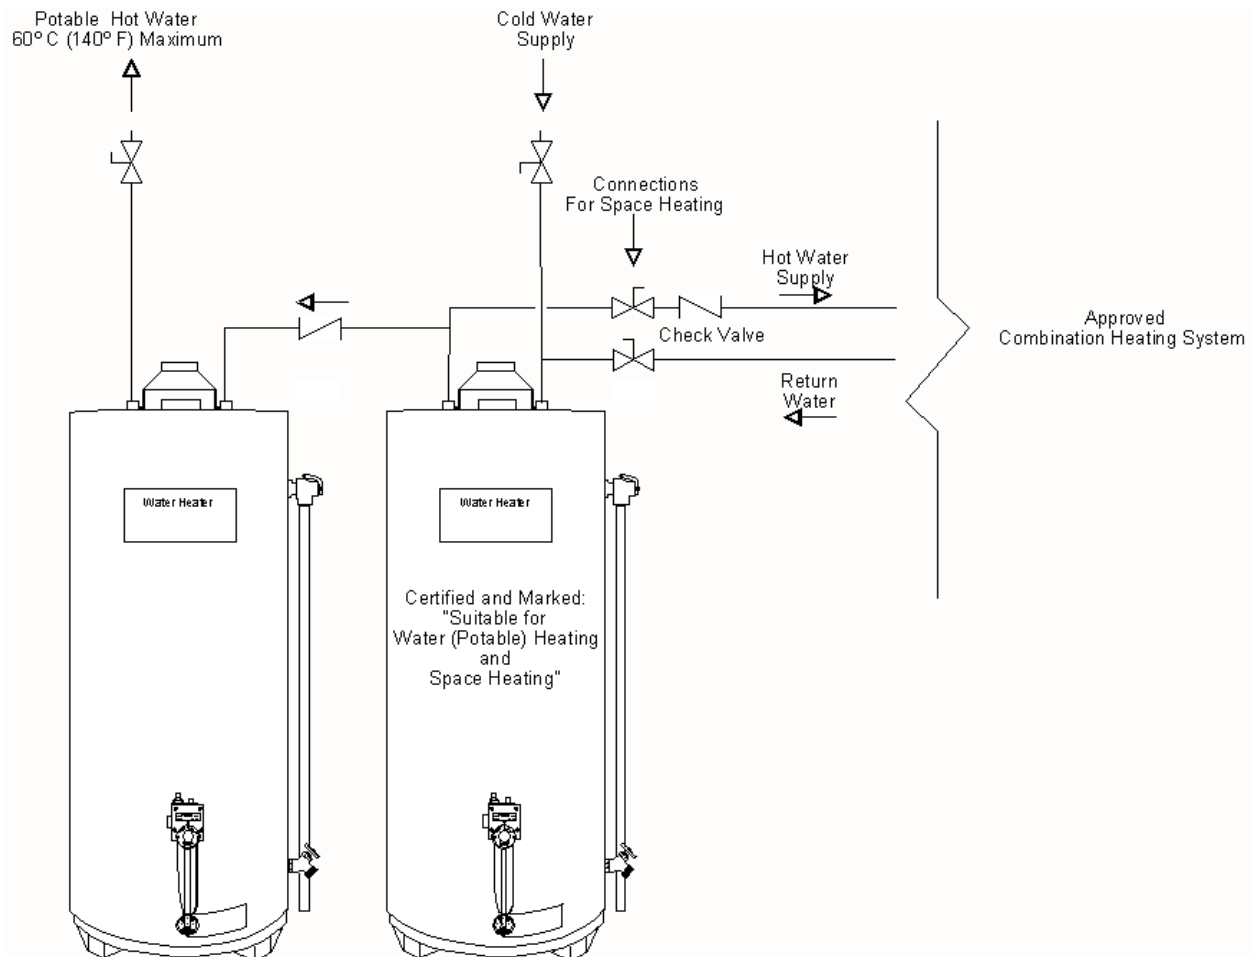 Potable Hot Water
60° C (140° F) Maximum
Cold Water
Supply
Connections
For Space Heating
Hot Water
Supply
Check Valve
Approved
Combination Heating System
Return
Water
Water Heater
Water Heater
Certified and Marked:
"Suitable for
Water (Potable) Heating
and
Space Heating"